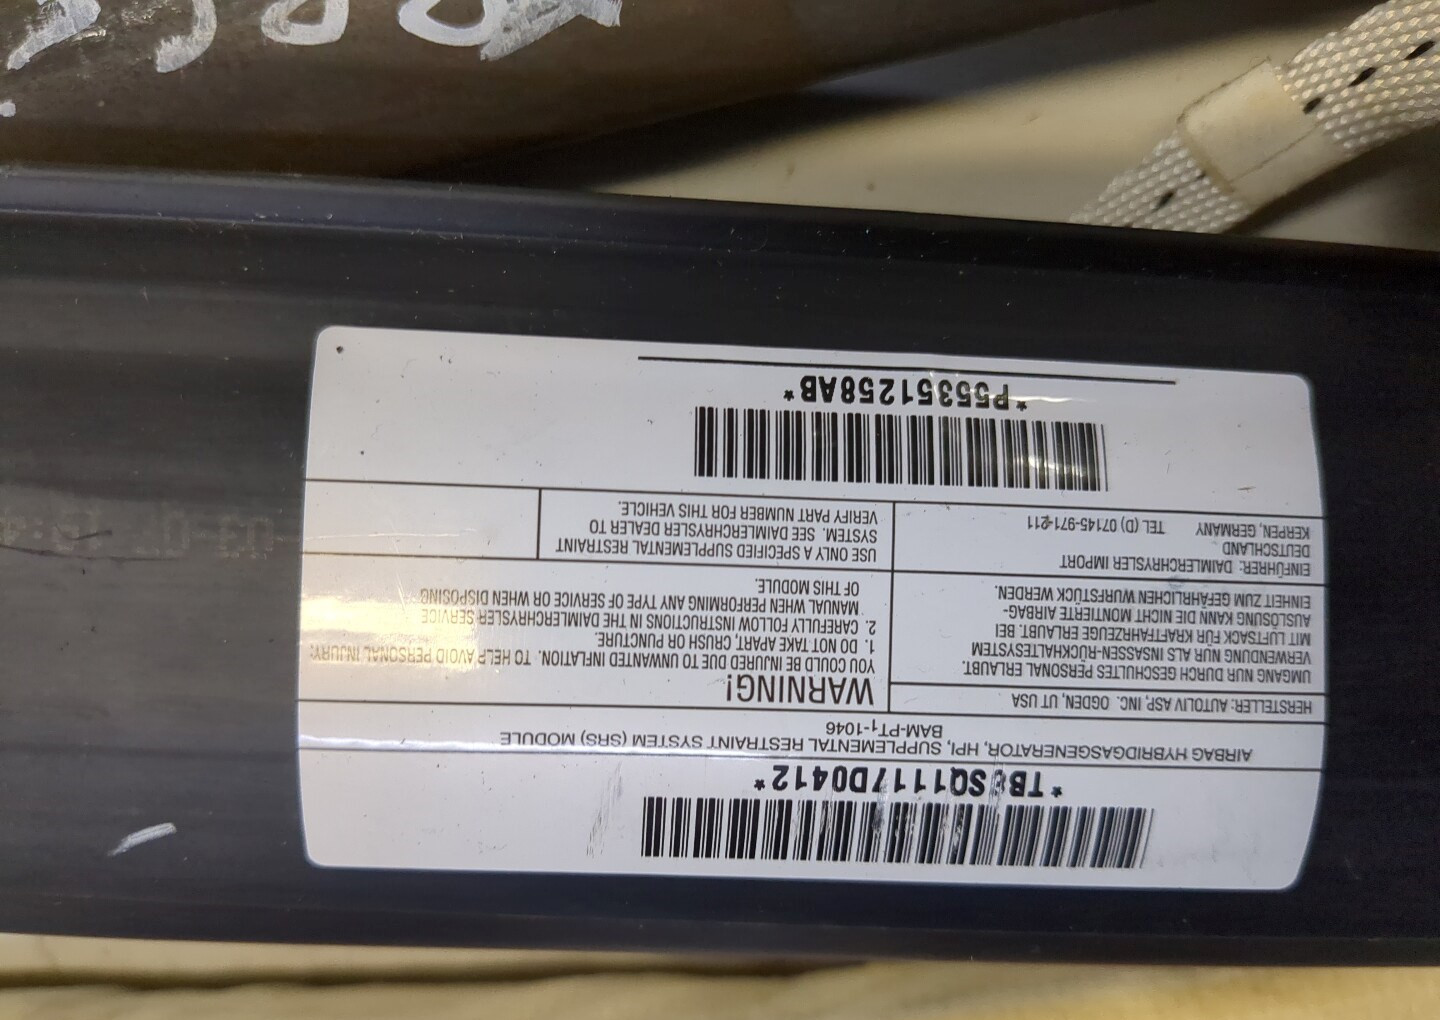 *TB8SQ1117D0412*
AIRBAG HYBRIDGASGENERATOR, HPI, SUPPLEMENTAL RESTRAINT SYSTEM (SRS) MODULE
BAM-PT1-1046
HERSTELLER: AUTOLIV ASP, INC. OGDEN, UT USA
UMGANG NUR DURCH GESCHULTES PERSONAL ERLAUBT.
VERWENDUNG NUR ALS INSASSEN-RÜCKHALTESYSTEM
MIT LUFTSACK FÜR KRAFTFAHRZEUGE ERLAUBT. BEI
AUSLÖSUNG KANN DIE NICHT MONTIERTE AIRBAG-
EINHEIT ZUM GEFÄHRLICHEN WURFSTÜCK WERDEN.
EINFÜHRER: DAIMLERCHRYSLER IMPORT
DEUTSCHLAND
KERPEN, GERMANY TEL (D) 07145-971-211
WARNING!
YOU COULD BE INJURED DUE TO UNWANTED INFLATION. TO HELP AVOID PERSONAL INJURY:
1. DO NOT TAKE APART, CRUSH OR PUNCTURE.
2. CAREFULLY FOLLOW INSTRUCTIONS IN THE DAIMLERCHRYSLER SERVICE
MANUAL WHEN PERFORMING ANY TYPE OF SERVICE OR WHEN DISPOSING
OF THIS MODULE.
USE ONLY A SPECIFIED SUPPLEMENTAL RESTRAINT
SYSTEM. SEE DAIMLERCHRYSLER DEALER TO
VERIFY PART NUMBER FOR THIS VEHICLE.
*P55351258AB*